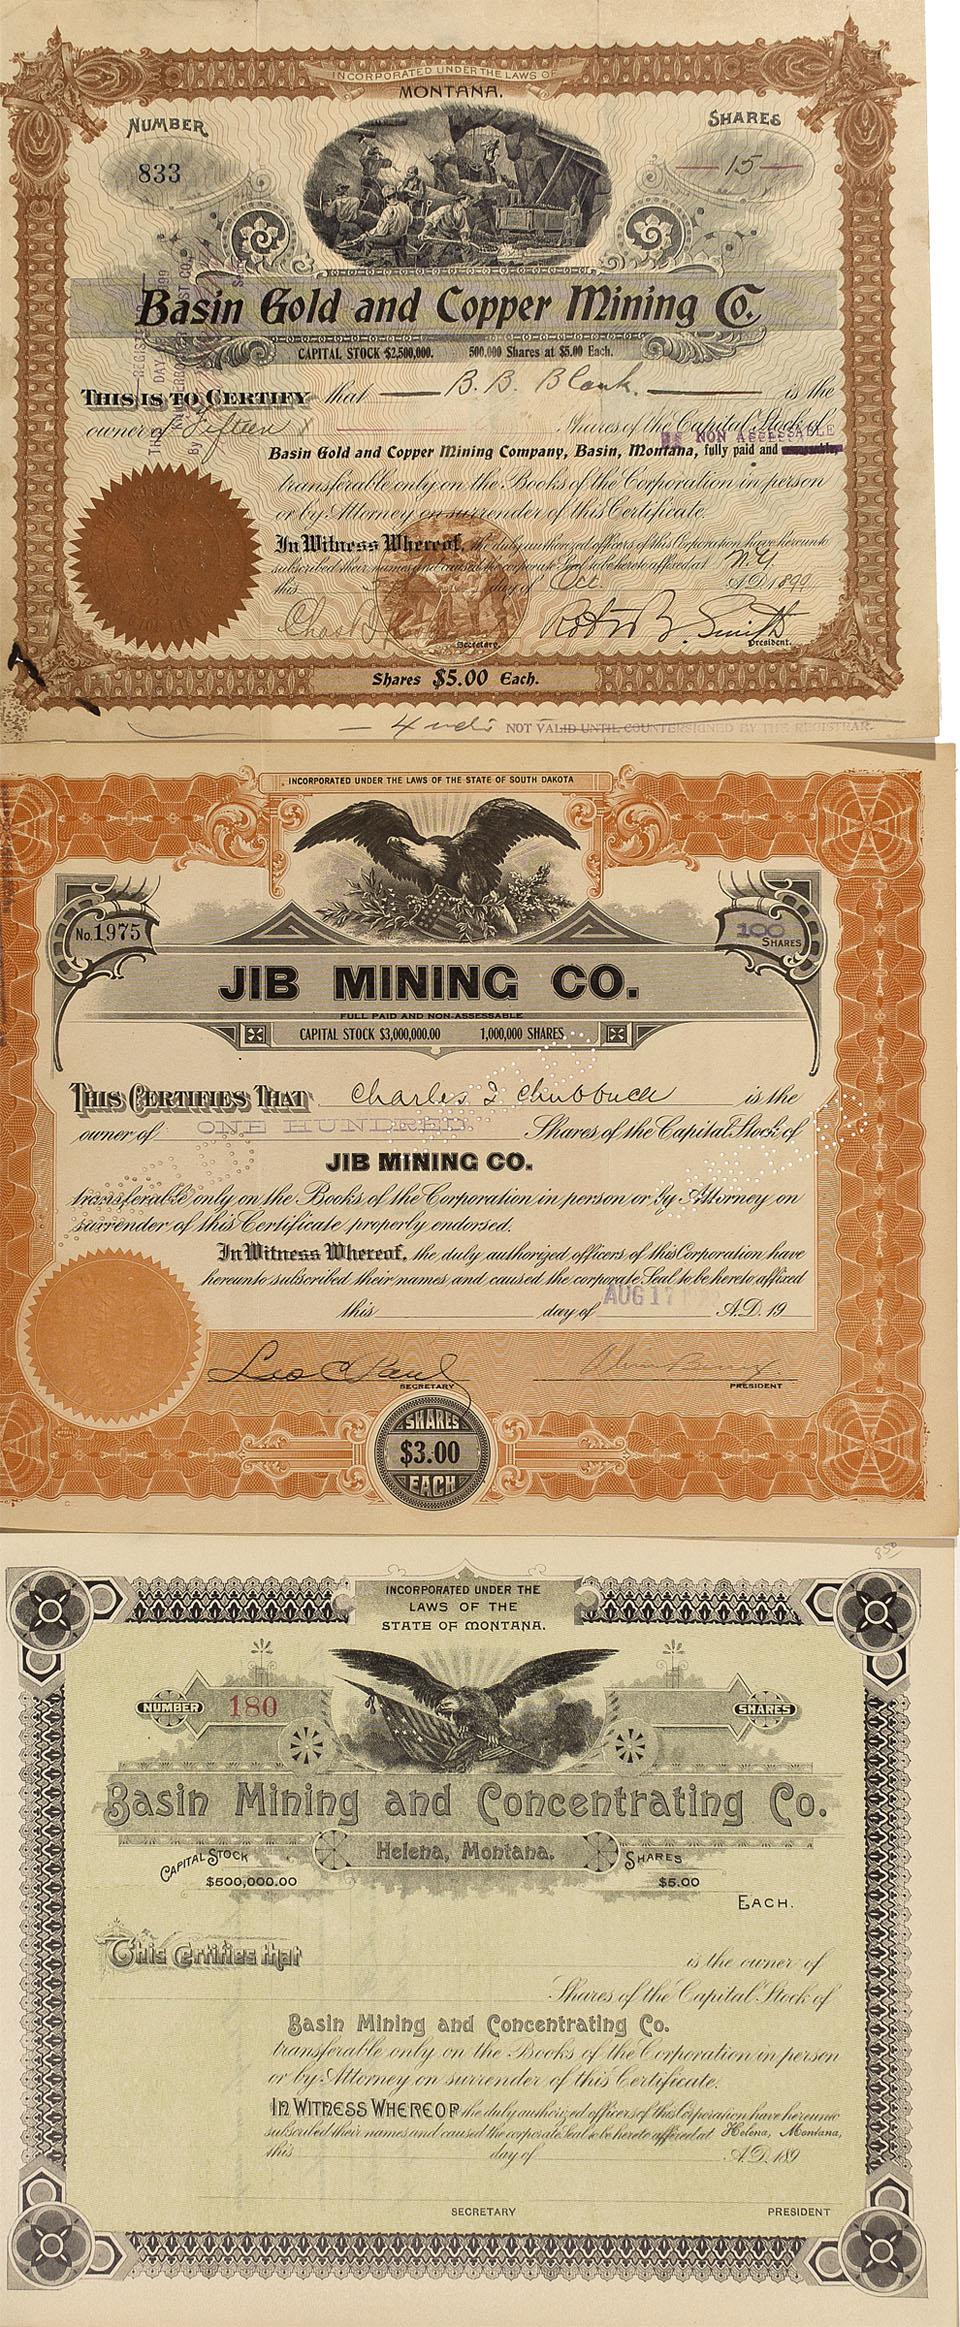 INCORPORATED UNDER THE LAWS OF
MONTANA.
NUMBER
SHARES
833
15
Basin Gold and Copper Mining Co.
CAPITAL STOCK $2,500,000. 500,000 Shares at $5.00 Each.
THIS IS TO CERTIFY that B. B. Blank. is the
owner of Fifteen Shares of the Capital Stock of
NON ASSESSABLE
Basin Gold and Copper Mining Company, Basin, Montana, fully paid and
transferable only on the Books of the Corporation in person
or by Attorney on surrender of this Certificate.
In Witness Whereof, the duly authorized officers of this Corporation have hereunto
subscribed their names and caused the corporate Seal to be hereto affixed at N.Y.
this day of Oct. A.D. 1899
Robt B. Smith
Secretary.
President.
Shares $5.00 Each.
NOT VALID UNTIL COUNTERSIGNED BY THE REGISTRAR.
INCORPORATED UNDER THE LAWS OF THE STATE OF SOUTH DAKOTA
No. 1975
100
SHARES
JIB MINING CO.
FULL PAID AND NON-ASSESSABLE
CAPITAL STOCK $3,000,000.00 1,000,000 SHARES
THIS CERTIFIES THAT Charles I Chubbuck is the
owner of ONE HUNDRED Shares of the Capital Stock of
JIB MINING CO.
transferable only on the Books of the Corporation in person or by Attorney on
surrender of this Certificate properly endorsed.
In Witness Whereof, the duly authorized officers of this Corporation have
hereunto subscribed their names and caused the corporate Seal to be hereto affixed
AUG 17
this day of A.D. 19
Leo C Paul
SECRETARY
PRESIDENT
SHARES
$3.00
EACH
850
INCORPORATED UNDER THE
LAWS OF THE
STATE OF MONTANA.
NUMBER 180
SHARES
Basin Mining and Concentrating Co.
Helena, Montana.
CAPITAL STOCK
$500,000.00
SHARES
$5.00
EACH.
This Certifies that is the owner of
Shares of the Capital Stock of
Basin Mining and Concentrating Co.
transferable only on the Books of the Corporation in person
or by Attorney on surrender of this Certificate.
IN WITNESS WHEREOF the duly authorized officers of this Corporation have hereunto
subscribed their names and caused the corporate Seal to be hereto affixed at Helena, Montana,
this day of A.D. 189
SECRETARY
PRESIDENT